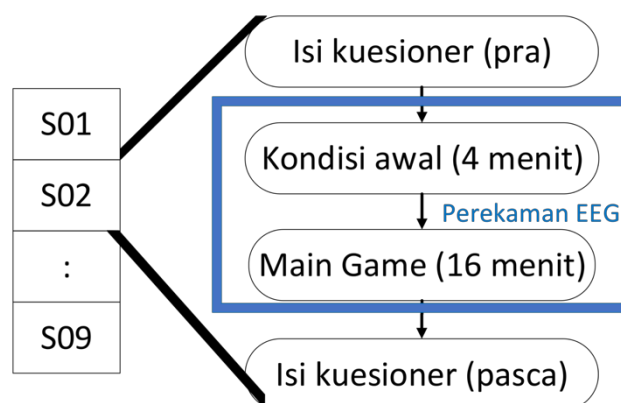 S01
S02
:
S09
Isi kuesioner (pra)
Kondisi awal (4 menit)
Perekaman EEG
Main Game (16 menit)
Isi kuesioner (pasca)